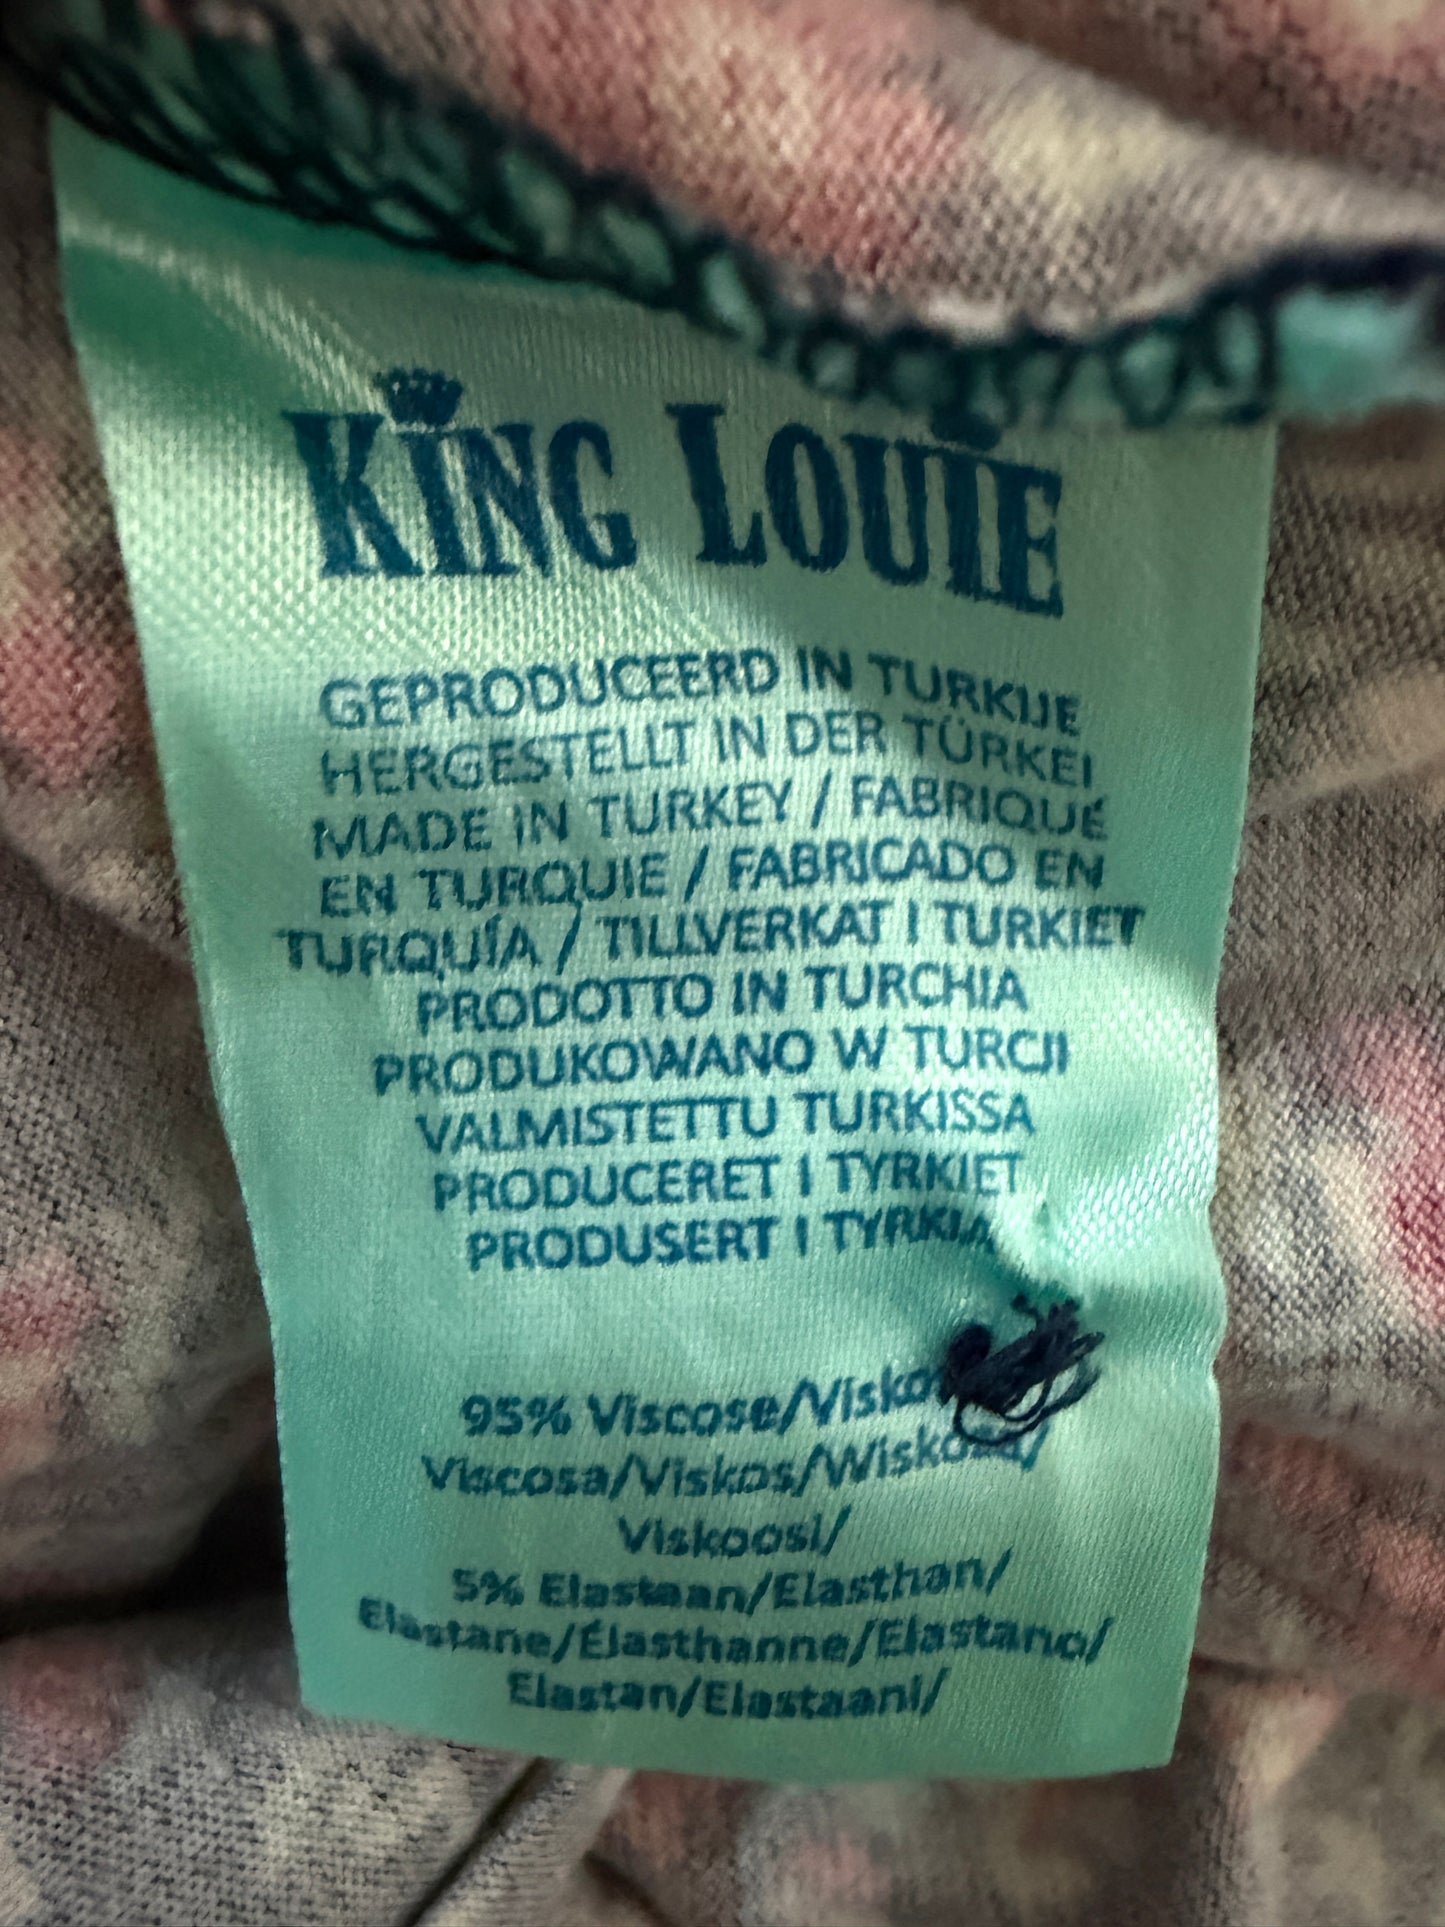 KING LOUIE
GEPRODUCEERD IN TURKIJE
HERGESTELLT IN DER TÜRKEI
MADE IN TURKEY / FABRIQUÉ
EN TURQUIE / FABRICADO EN
TURQUÍA / TILLVERKAT I TURKIET
PRODOTTO IN TURCHIA
PRODUKOWANO W TURCJI
VALMISTETTU TURKISSA
PRODUCERET I TYRKIET
PRODUSERT I TYRKIA
95% Viscose/
Viscosa/Viskos/Wiskoza/
Viskoosi/
5% Elastaan/Elasthan/
Elastane/Élasthanne/Elastano/
Elastan/Elastaani/